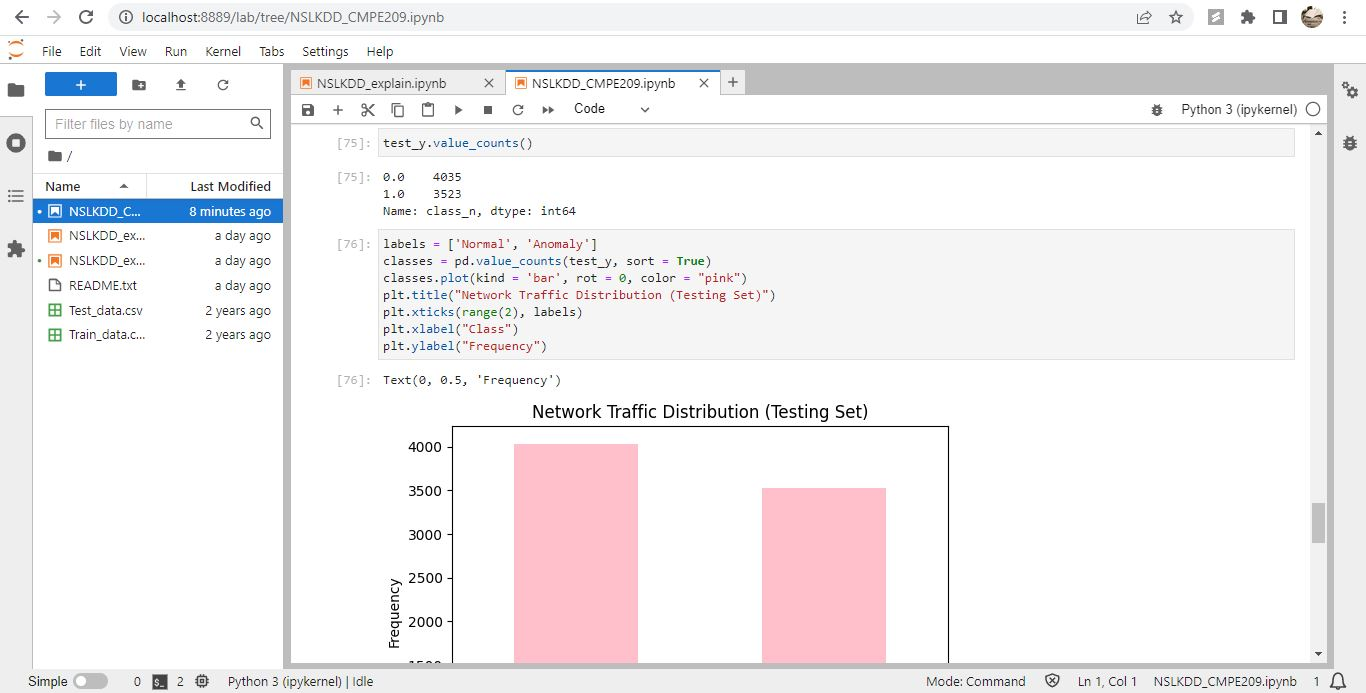 localhost:8889/lab/tree/NSLKDD_CMPE209.ipynb
File Edit View Run Kernel Tabs Settings Help
NSLKDD_explain.ipynb
NSLKDD_CMPE209.ipynb
Filter files by name
Code
Python 3 (ipykernel)
/
Name Last Modified
NSLKDD_C... 8 minutes ago
NSLKDD_ex... a day ago
NSLKDD_ex... a day ago
README.txt a day ago
Test_data.csv 2 years ago
Train_data.c... 2 years ago
[75]: test_y.value_counts()
[75]: 0.0 4035
1.0 3523
Name: class_n, dtype: int64
[76]: labels = ['Normal', 'Anomaly']
classes = pd.value_counts(test_y, sort = True)
classes.plot(kind = 'bar', rot = 0, color = "pink")
plt.title("Network Traffic Distribution (Testing Set)")
plt.xticks(range(2), labels)
plt.xlabel("Class")
plt.ylabel("Frequency")
[76]: Text(0, 0.5, 'Frequency')
Network Traffic Distribution (Testing Set)
4000
3500
3000
2500
2000
1500
Frequency
Simple 0 2 Python 3 (ipykernel) | Idle Mode: Command Ln 1, Col 1 NSLKDD_CMPE209.ipynb 1